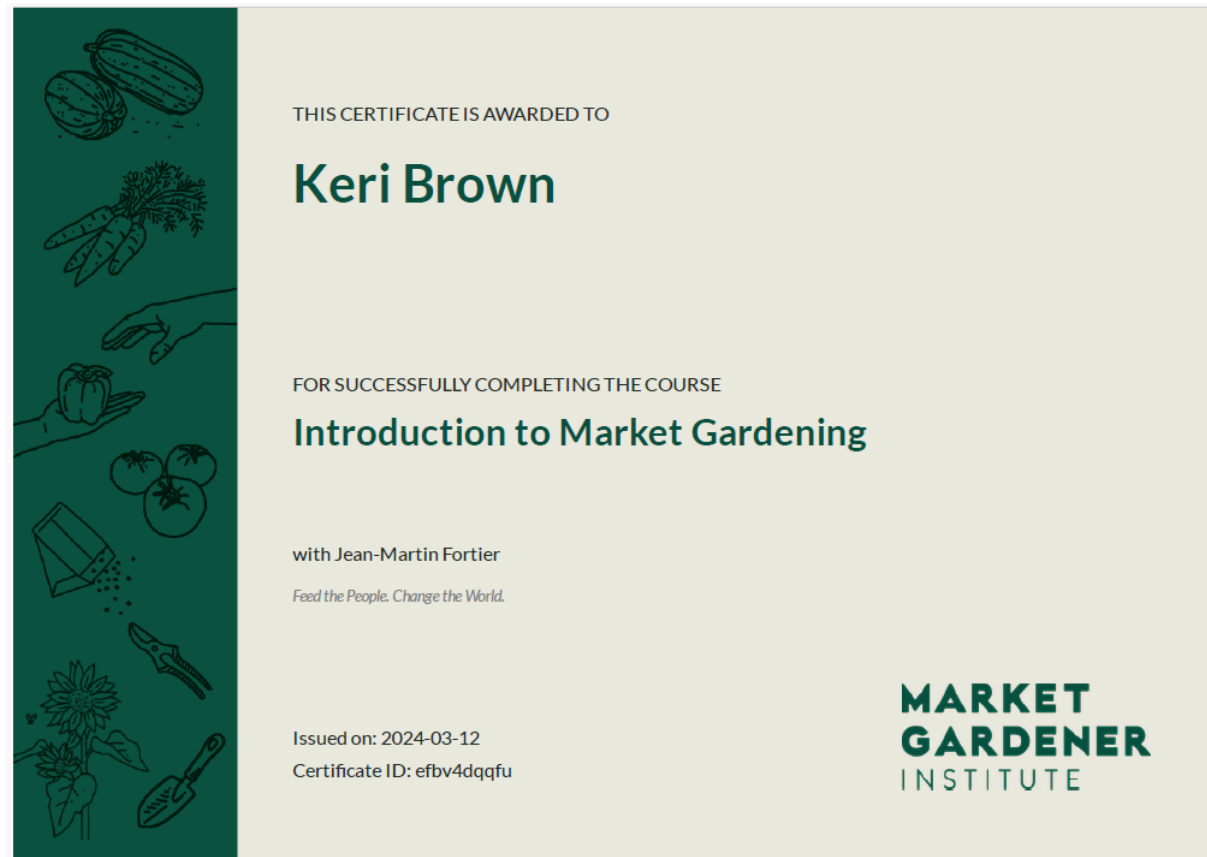 THIS CERTIFICATE IS AWARDED TO
Keri Brown
FOR SUCCESSFULLY COMPLETING THE COURSE
Introduction to Market Gardening
with Jean-Martin Fortier
Feed the People. Change the World.
Issued on: 2024-03-12
Certificate ID: efbv4dqqfu
MARKET
GARDENER
INSTITUTE